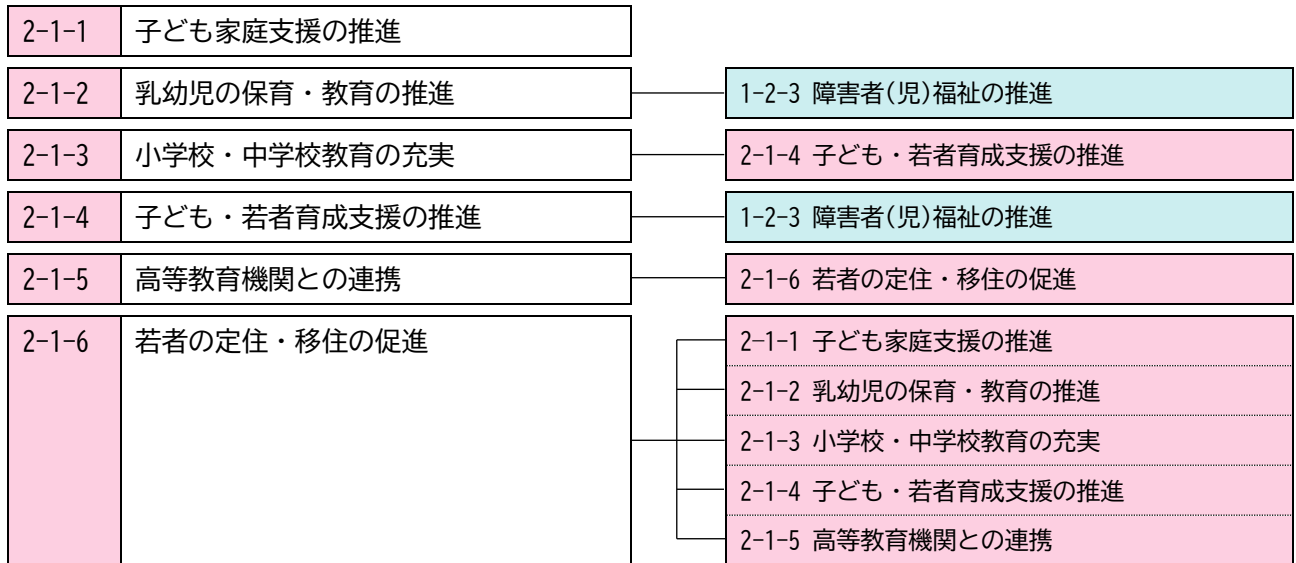 2-1-1 子ども家庭支援の推進
2-1-2 乳幼児の保育・教育の推進 1-2-3 障害者(児)福祉の推進
2-1-3 小学校・中学校教育の充実 2-1-4 子ども・若者育成支援の推進
2-1-4 子ども・若者育成支援の推進 1-2-3 障害者(児)福祉の推進
2-1-5 高等教育機関との連携 2-1-6 若者の定住・移住の促進
2-1-6 若者の定住・移住の促進 2-1-1 子ども家庭支援の推進
2-1-2 乳幼児の保育・教育の推進
2-1-3 小学校・中学校教育の充実
2-1-4 子ども・若者育成支援の推進
2-1-5 高等教育機関との連携